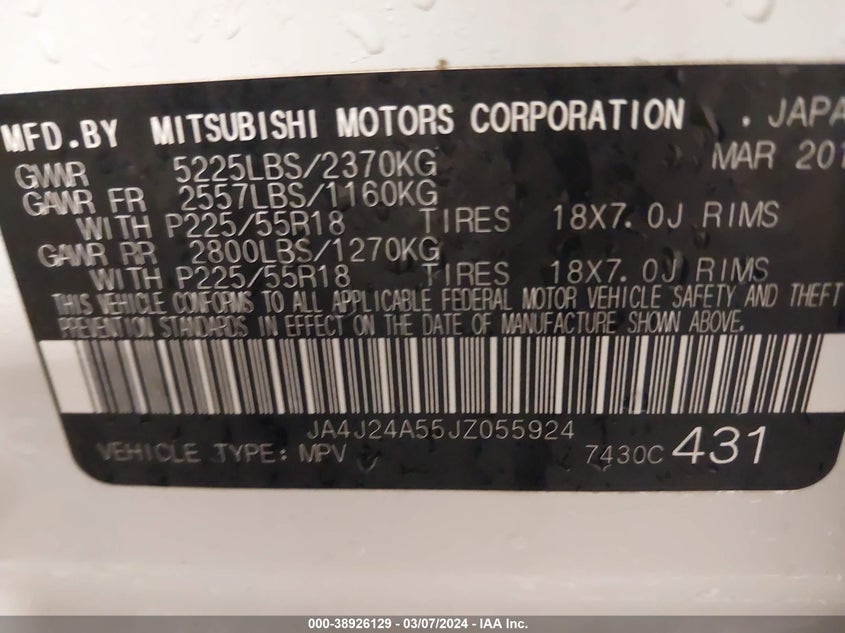 MFD.BY MITSUBISHI MOTORS CORPORATION . JAPA
GVWR 5225LBS/2370KG MAR 201
GAWR FR 2557LBS/1160KG
WITH P225/55R18 TIRES 18X7.0J RIMS
GAWR RR 2800LBS/1270KG
WITH P225/55R18 TIRES 18X7.0J RIMS
THIS VEHICLE CONFORMS TO ALL APPLICABLE FEDERAL MOTOR VEHICLE SAFETY AND THEFT
PREVENTION STANDARDS IN EFFECT ON THE DATE OF MANUFACTURE SHOWN ABOVE.
JA4J24A55JZ055924
VEHICLE TYPE: MPV 7430C 431
000-38926129 — 03/07/2024 — IAA Inc.